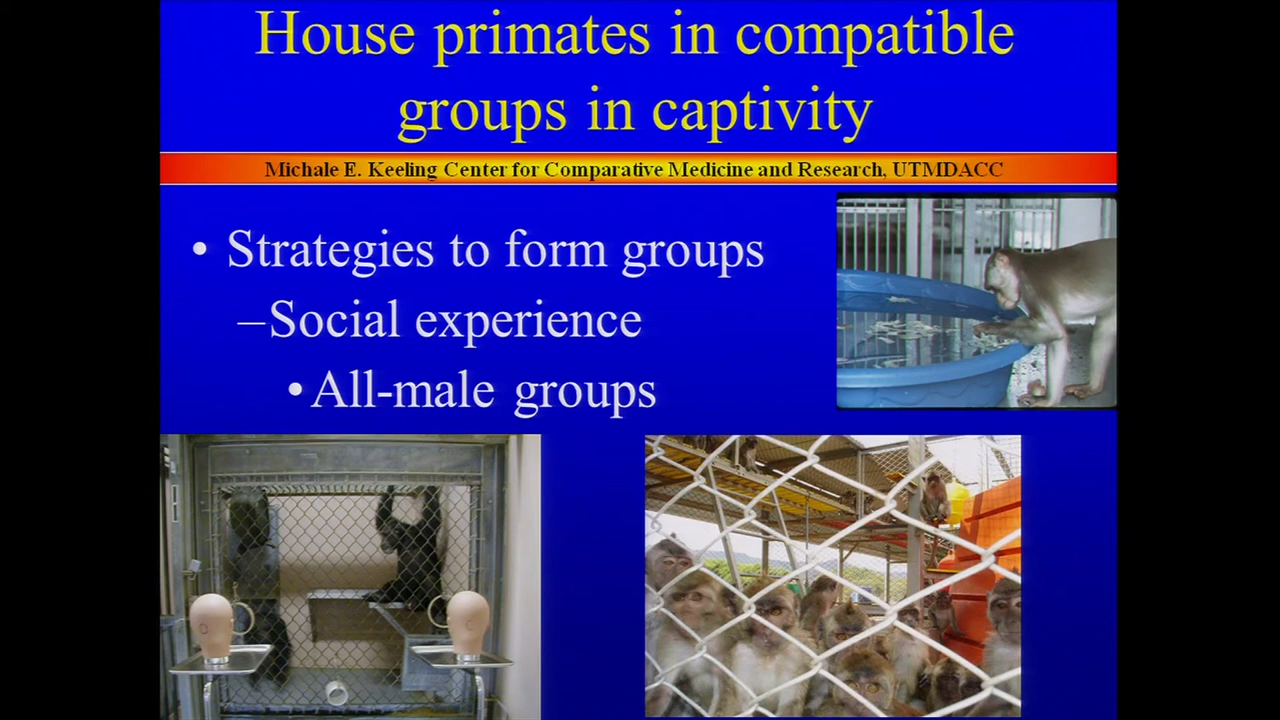 House primates in compatible
groups in captivity
Michale E. Keeling Center for Comparative Medicine and Research, UTMDACC
• Strategies to form groups
–Social experience
• All-male groups